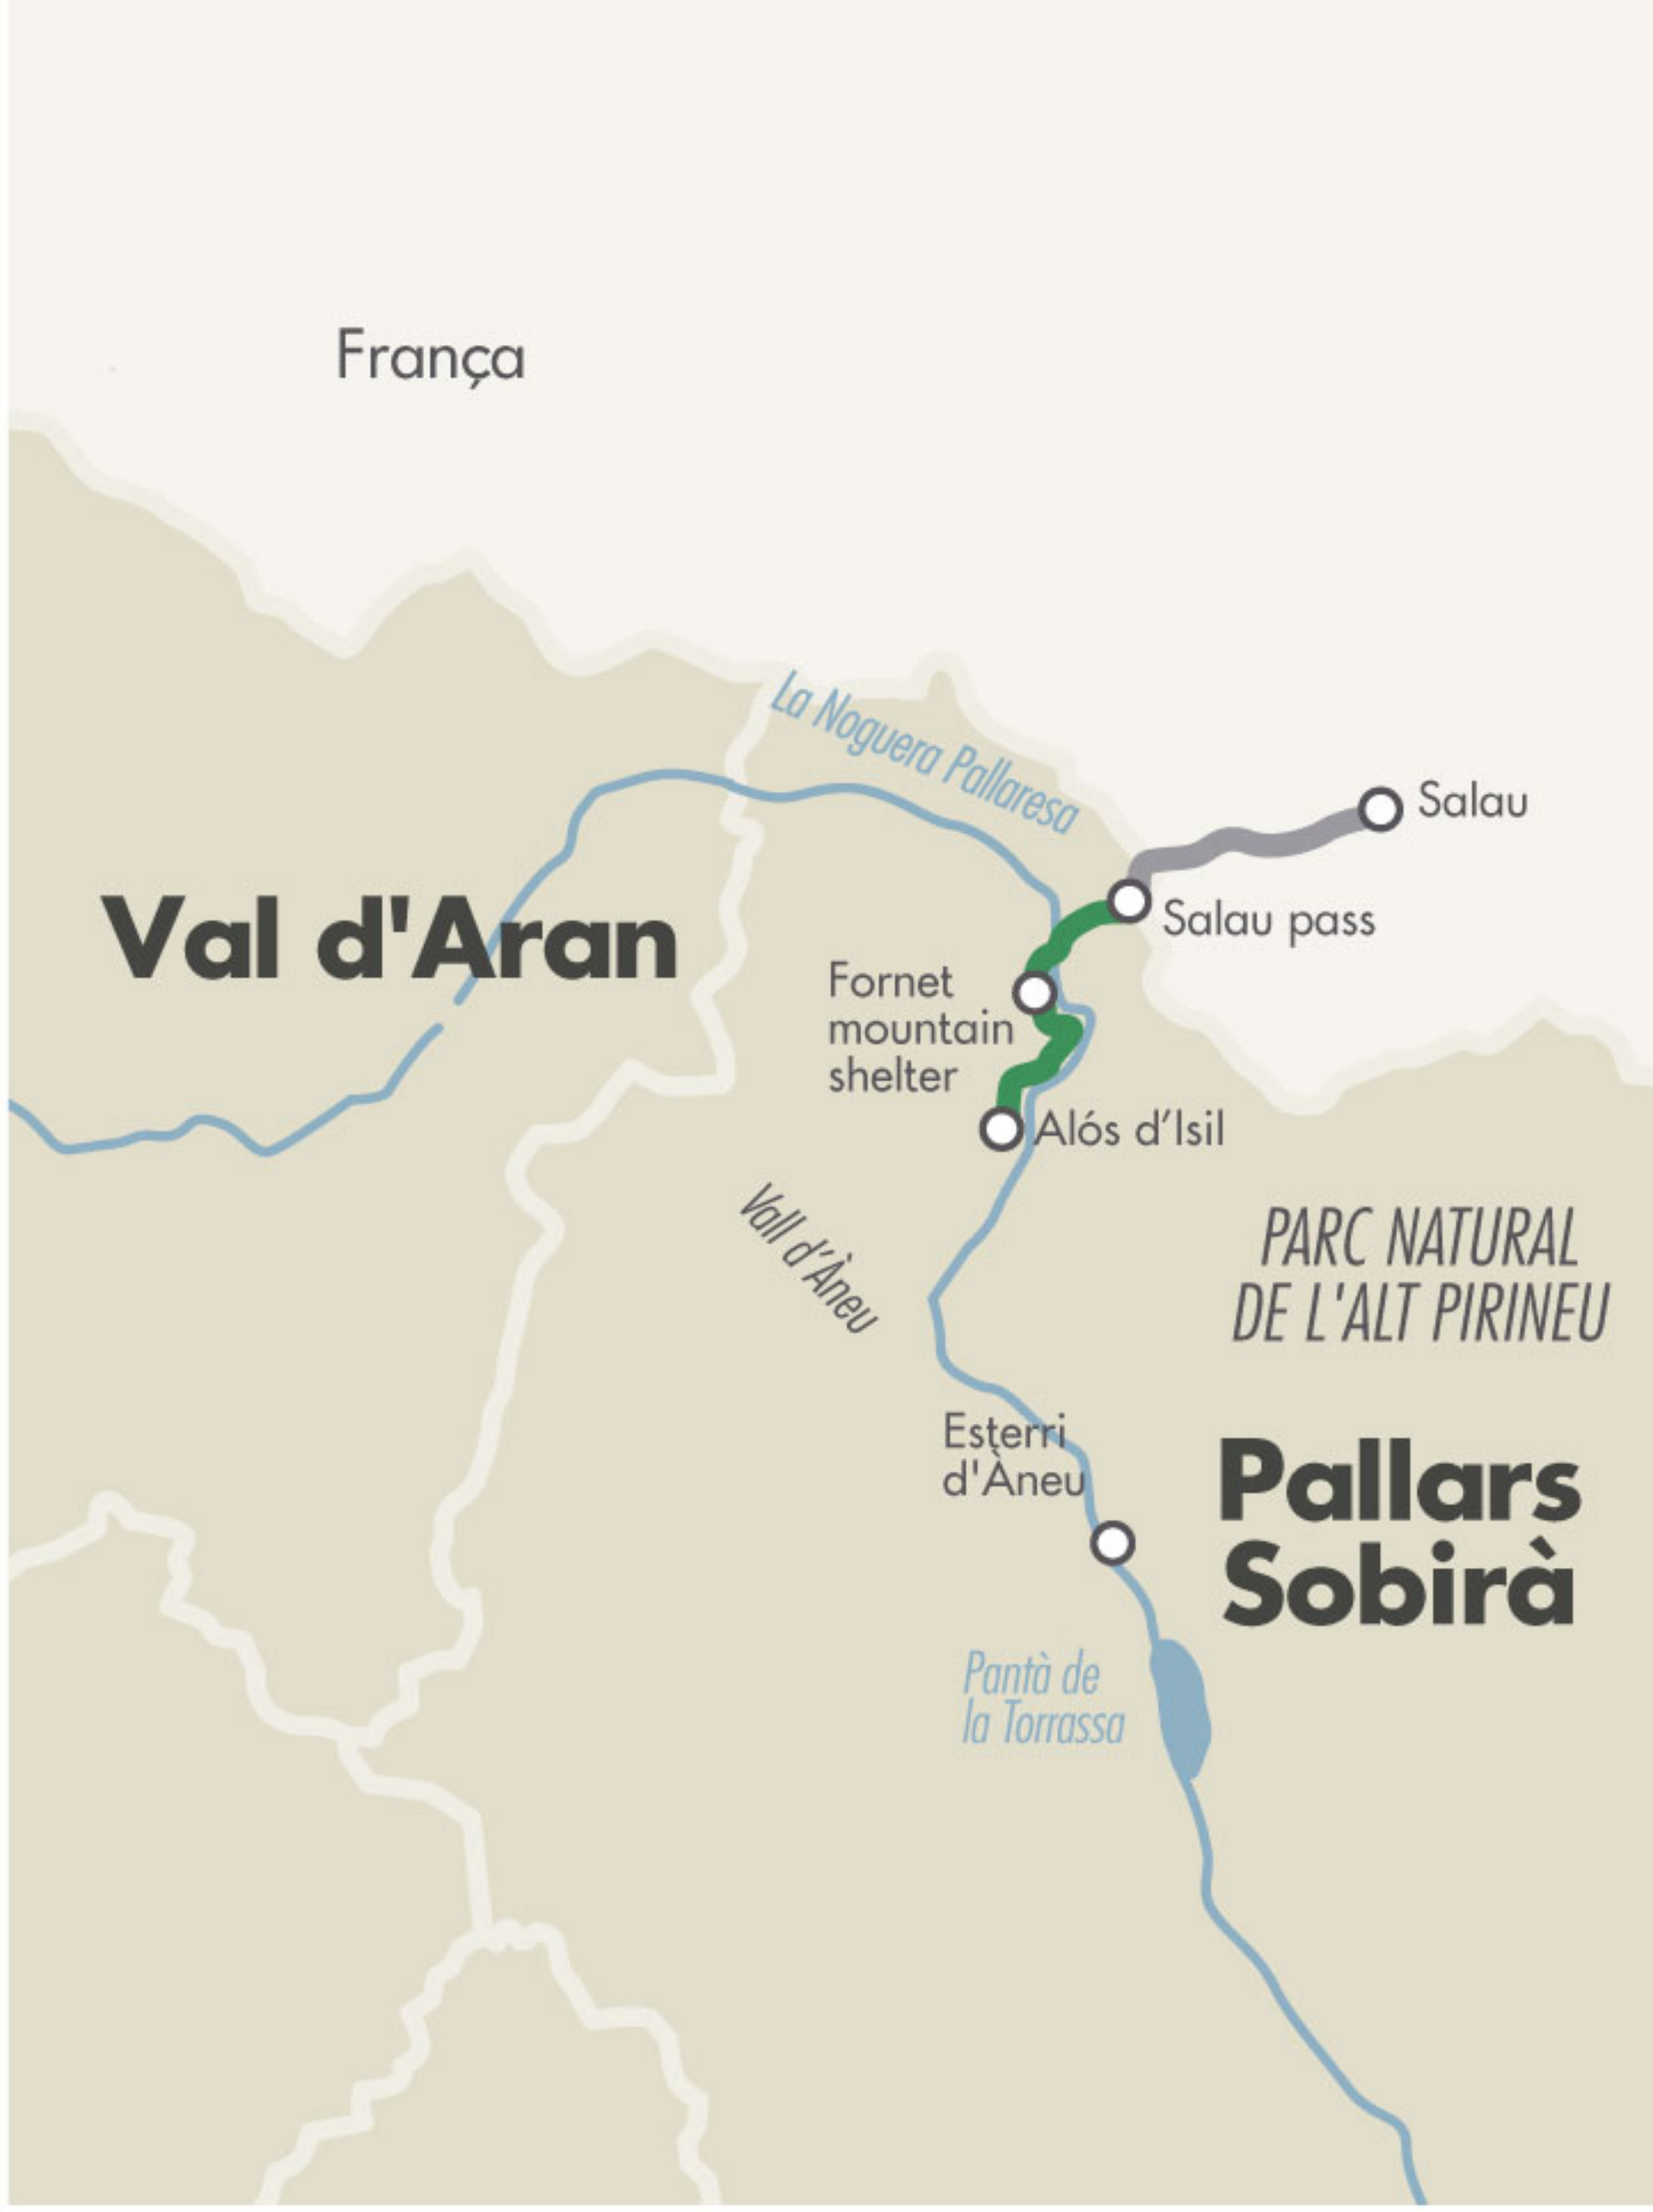 França
La Noguera Pallaresa
Salau
Val d'Aran
Salau pass
Fornet
mountain
shelter
Alós d’Isil
Vall d’Àneu
PARC NATURAL
DE L'ALT PIRINEU
Esterri
d'Àneu
Pallars
Sobirà
Pantà de
la Torrassa